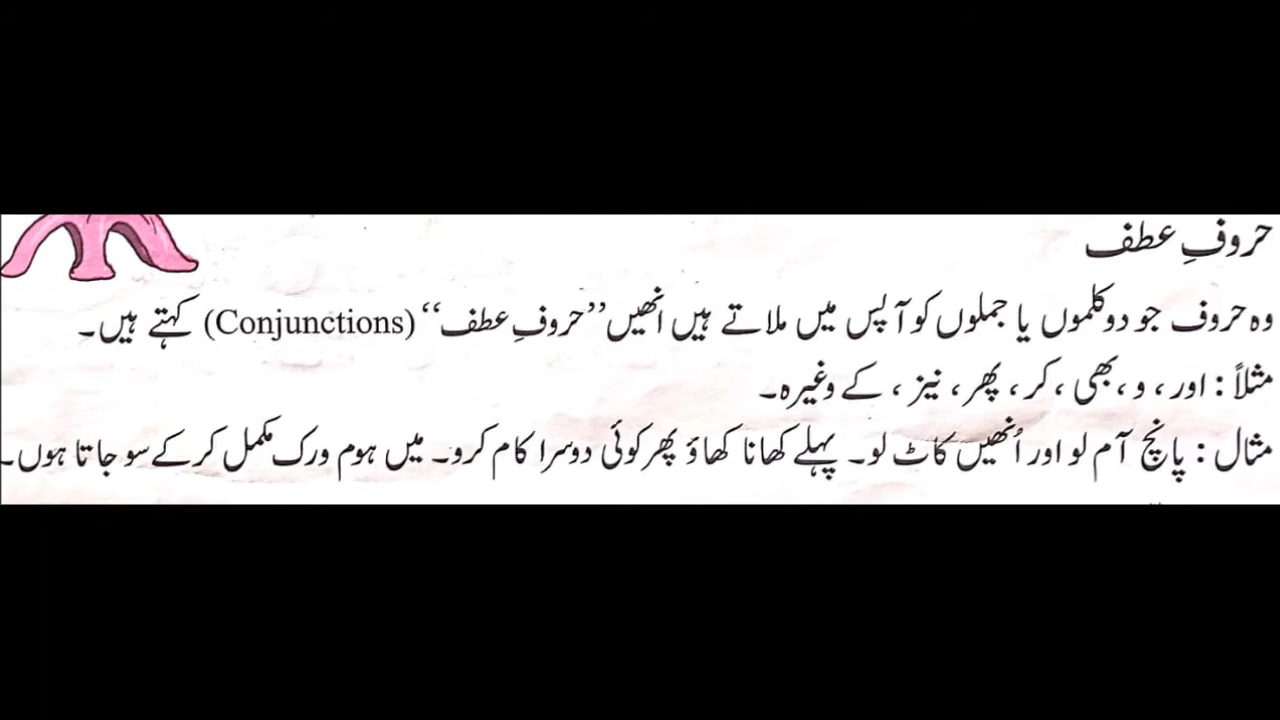 حروفِ عطف
وہ حروف جو دو کلموں یا جملوں کو آپس میں ملاتے ہیں انھیں ’’حروفِ عطف‘‘ (Conjunctions) کہتے ہیں۔
مثلاً : اور ، و ، بھی ، کر ، پھر ، نیز ، کے وغیرہ۔
مثال : پانچ آم لو اور اُنھیں کاٹ لو۔ پہلے کھانا کھاؤ پھر کوئی دوسرا کام کرو۔ میں ہوم ورک مکمل کر کے سو جاتا ہوں۔